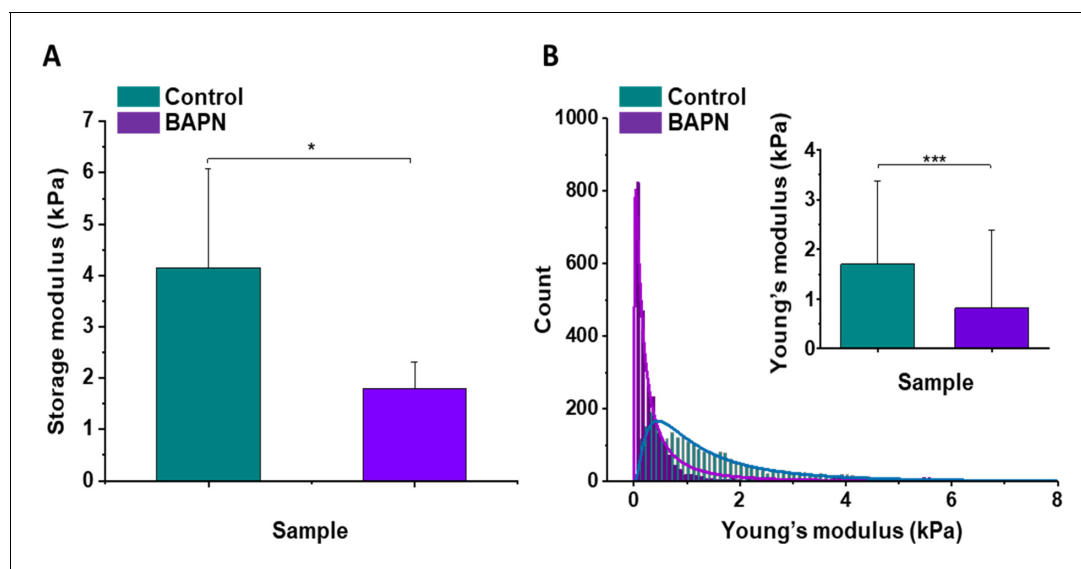 A
Control
BAPN
7
6
5
4
3
2
1
0
Storage modulus (kPa)
*
Sample
B
Control
BAPN
1000
800
600
400
200
0
Count
0 2 4 6 8
Young's modulus (kPa)
4
3
2
1
0
Young's modulus (kPa)
***
Sample